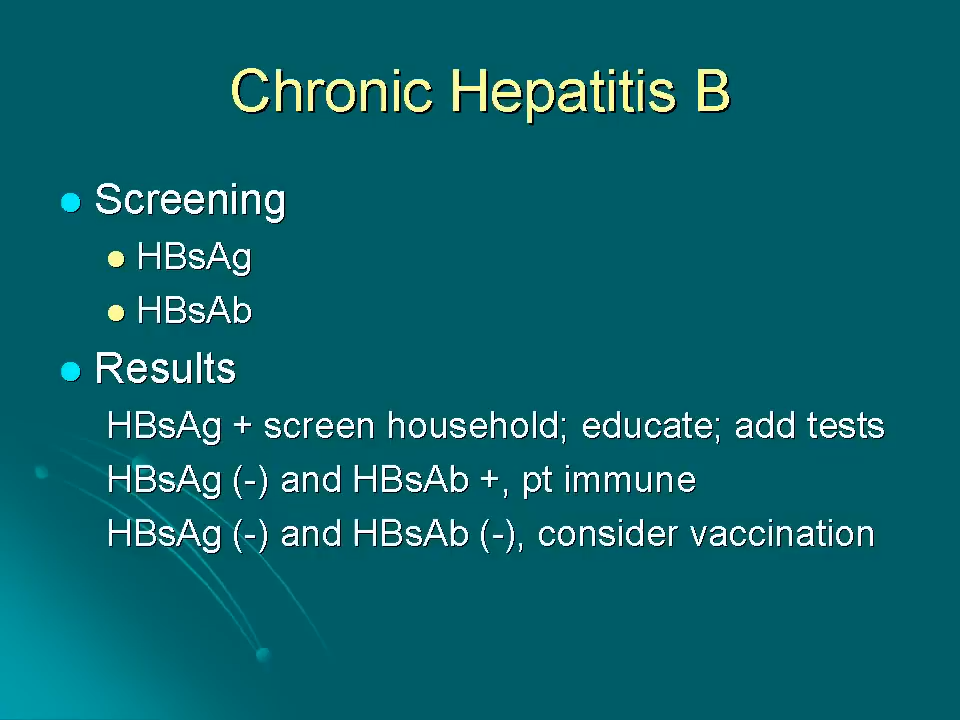 Chronic Hepatitis B
Screening
HBsAg
HBsAb
Results
HBsAg + screen household; educate; add tests
HBsAg (-) and HBsAb +, pt immune
HBsAg (-) and HBsAb (-), consider vaccination